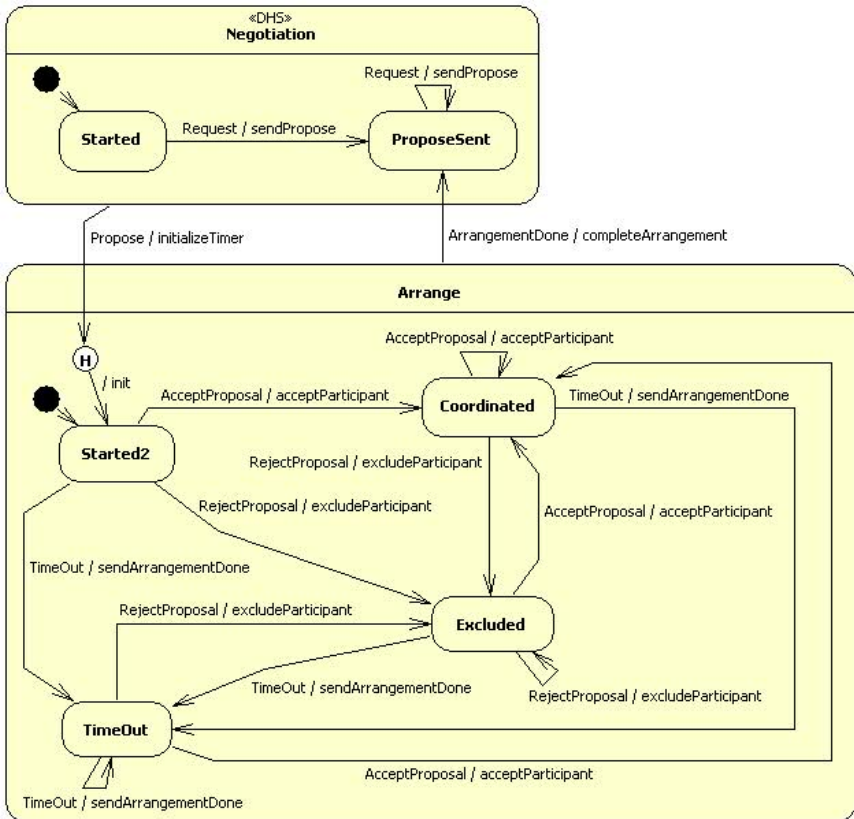 «DHS»
Negotiation
Request / sendPropose
Request / sendPropose
Started
ProposeSent
Propose / initializeTimer
ArrangementDone / completeArrangement
Arrange
AcceptProposal / acceptParticipant
H
/ init
AcceptProposal / acceptParticipant
TimeOut / sendArrangementDone
Coordinated
Started2
RejectProposal / excludeParticipant
RejectProposal / excludeParticipant
AcceptProposal / acceptParticipant
TimeOut / sendArrangementDone
RejectProposal / excludeParticipant
Excluded
TimeOut / sendArrangementDone
RejectProposal / excludeParticipant
TimeOut
AcceptProposal / acceptParticipant
TimeOut / sendArrangementDone